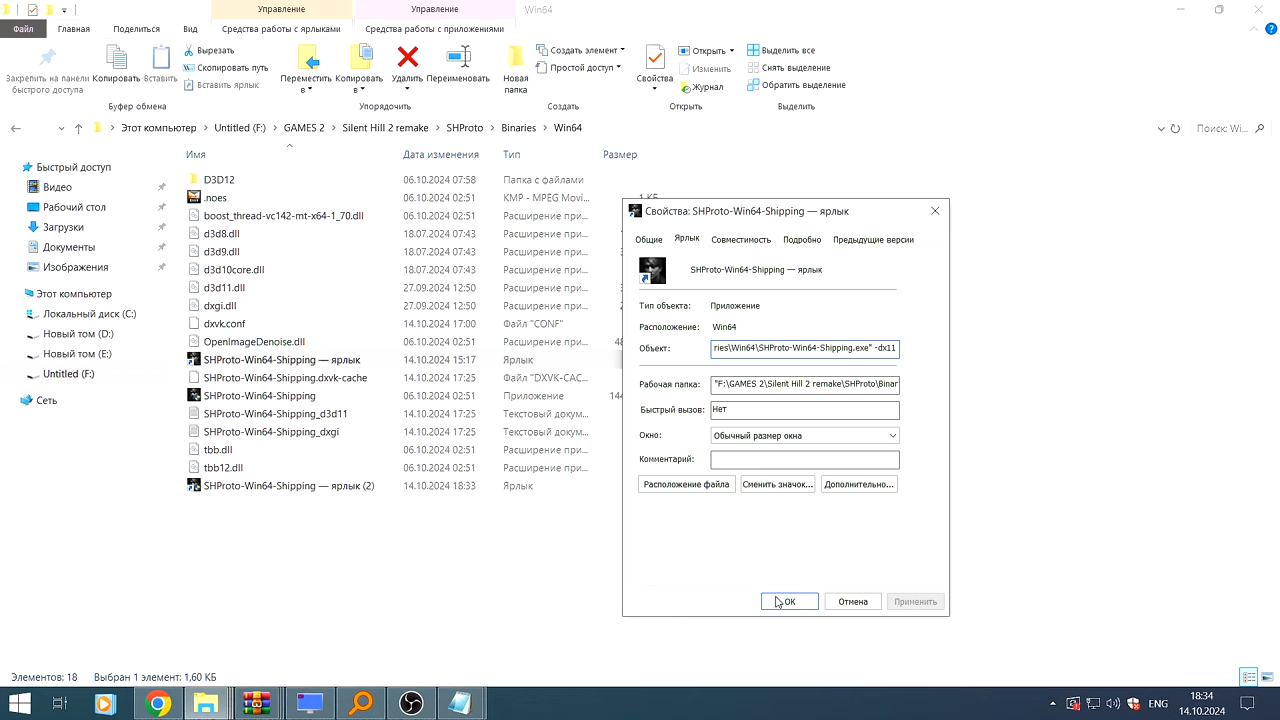 Управление
Управление
Win64
Файл
Главная
Поделиться
Вид
Средства работы с ярлыками
Средства работы с приложениями
Закрепить на панели быстрого доступа
Копировать
Вставить
Вырезать
Скопировать путь
Вставить ярлык
Переместить в
Копировать в
Удалить
Переименовать
Новая папка
Создать элемент
Простой доступ
Свойства
Открыть
Изменить
Журнал
Выделить все
Снять выделение
Обратить выделение
Буфер обмена
Упорядочить
Создать
Открыть
Выделить
Этот компьютер
Untitled (F:)
GAMES 2
Silent Hill 2 remake
SHProto
Binaries
Win64
Поиск: Wi...
Быстрый доступ
Видео
Рабочий стол
Загрузки
Документы
Изображения
Этот компьютер
Локальный диск (C:)
Новый том (D:)
Новый том (E:)
Untitled (F:)
Сеть
Имя Дата изменения Тип Размер
D3D12 06.10.2024 07:58 Папка с файлами
.noes 06.10.2024 02:51 KMP - MPEG Movi... 1 КБ
boost_thread-vc142-mt-x64-1_70.dll 06.10.2024 02:51 Расширение при...
d3d8.dll 18.07.2024 07:43 Расширение при...
d3d9.dll 18.07.2024 07:43 Расширение при...
d3d10core.dll 18.07.2024 07:43 Расширение при...
d3d11.dll 27.09.2024 12:50 Расширение при...
dxgi.dll 27.09.2024 12:50 Расширение при...
dxvk.conf 14.10.2024 17:00 Файл "CONF"
OpenImageDenoise.dll 06.10.2024 02:51 Расширение при... 48
SHProto-Win64-Shipping — ярлык 14.10.2024 15:17 Ярлык
SHProto-Win64-Shipping.dxvk-cache 14.10.2024 17:25 Файл "DXVK-CAC...
SHProto-Win64-Shipping 06.10.2024 02:51 Приложение 144
SHProto-Win64-Shipping_d3d11 14.10.2024 17:25 Текстовый докум...
SHProto-Win64-Shipping_dxgi 14.10.2024 17:25 Текстовый докум...
tbb.dll 06.10.2024 02:51 Расширение при...
tbb12.dll 06.10.2024 02:51 Расширение при...
SHProto-Win64-Shipping — ярлык (2) 14.10.2024 18:33 Ярлык
Свойства: SHProto-Win64-Shipping — ярлык
Общие
Ярлык
Совместимость
Подробно
Предыдущие версии
SHProto-Win64-Shipping — ярлык
Тип объекта: Приложение
Расположение: Win64
Объект: ries\Win64\SHProto-Win64-Shipping.exe" -dx11
Рабочая папка: "F:\GAMES 2\Silent Hill 2 remake\SHProto\Binar
Быстрый вызов: Нет
Окно: Обычный размер окна
Комментарий:
Расположение файла
Сменить значок...
Дополнительно...
ОК
Отмена
Применить
Элементов: 18
Выбран 1 элемент: 1,60 КБ
ENG
18:34
14.10.2024